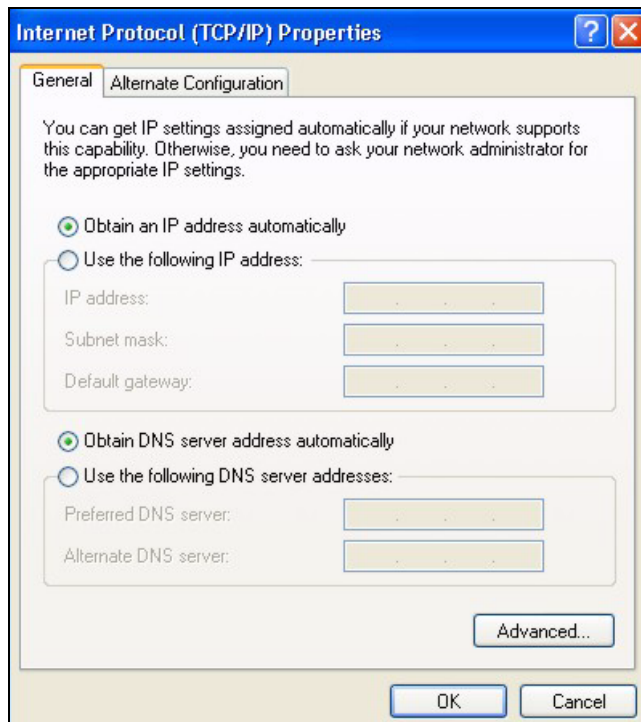 Internet Protocol (TCP/IP) Properties
?
General
Alternate Configuration
You can get IP settings assigned automatically if your network supports
this capability. Otherwise, you need to ask your network administrator for
the appropriate IP settings.
Obtain an IP address automatically
Use the following IP address:
IP address:
Subnet mask:
Default gateway:
Obtain DNS server address automatically
Use the following DNS server addresses:
Preferred DNS server:
Alternate DNS server:
Advanced...
OK
Cancel